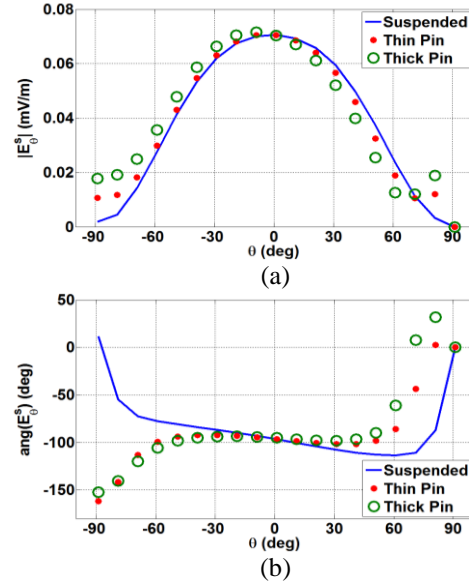 0.08
0.06
0.04
0.02
0
|E_θ^s| (mV/m)
Suspended
Thin Pin
Thick Pin
-90 -60 -30 0 30 60 90
θ (deg)
(a)
50
0
-50
-100
-150
ang(E_θ^s) (deg)
Suspended
Thin Pin
Thick Pin
-90 -60 -30 0 30 60 90
θ (deg)
(b)